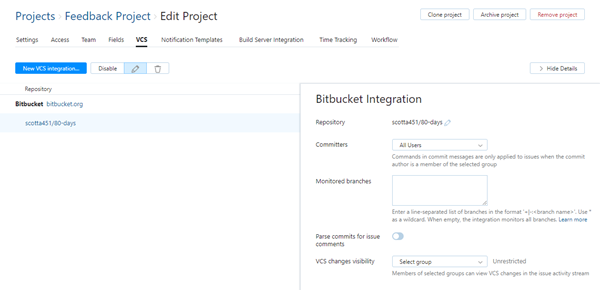 Projects › Feedback Project › Edit Project
Clone project
Archive project
Remove project
Settings Access Team Fields VCS Notification Templates Build Server Integration Time Tracking Workflow
New VCS integration...
Disable
Hide Details
Repository
Bitbucket bitbucket.org
scotta451/80-days
Bitbucket Integration
Repository scotta451/80-days
Committers All Users
Commands in commit messages are only applied to issues when the commit
author is a member of the selected group
Monitored branches
Enter a line-separated list of branches in the format '+|-:<branch name>'. Use *
as a wildcard. When empty, the integration monitors all branches. Learn more
Parse commits for issue
comments
VCS changes visibility Select group Unrestricted
Members of selected groups can view VCS changes in the issue activity stream